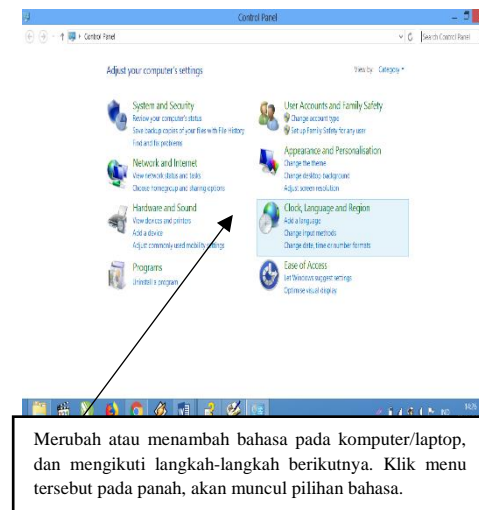 Control Panel
Control Panel
Search Control Panel
Adjust your computer's settings
View by: Category
System and Security
Review your computer's status
Save backup copies of your files with File History
Find and fix problems
Network and Internet
View network status and tasks
Choose homegroup and sharing options
Hardware and Sound
View devices and printers
Add a device
Adjust commonly used mobility settings
Programs
Uninstall a program
User Accounts and Family Safety
Change account type
Set up Family Safety for any user
Appearance and Personalisation
Change the theme
Change desktop background
Adjust screen resolution
Clock, Language and Region
Add a language
Change input methods
Change date, time or number formats
Ease of Access
Let Windows suggest settings
Optimise visual display
Merubah atau menambah bahasa pada komputer/laptop,
dan mengikuti langkah-langkah berikutnya. Klik menu
tersebut pada panah, akan muncul pilihan bahasa.